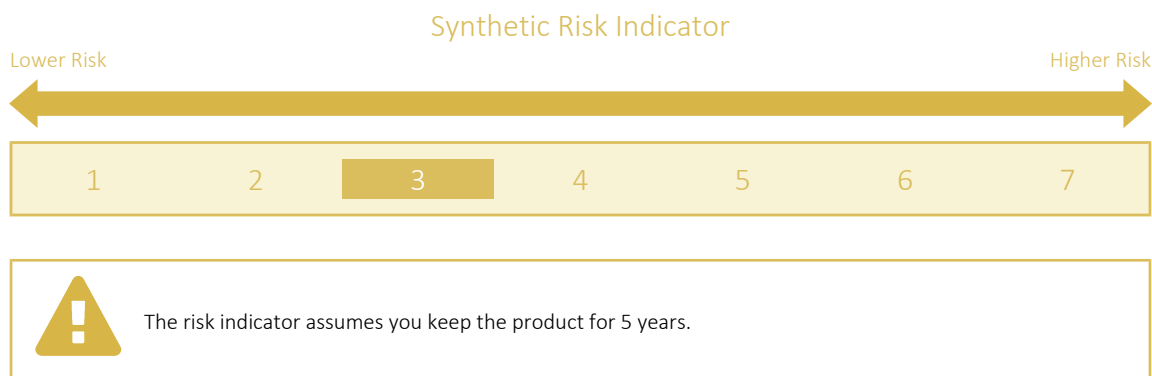 Synthetic Risk Indicator
Lower Risk Higher Risk
1 2 3 4 5 6 7
The risk indicator assumes you keep the product for 5 years.